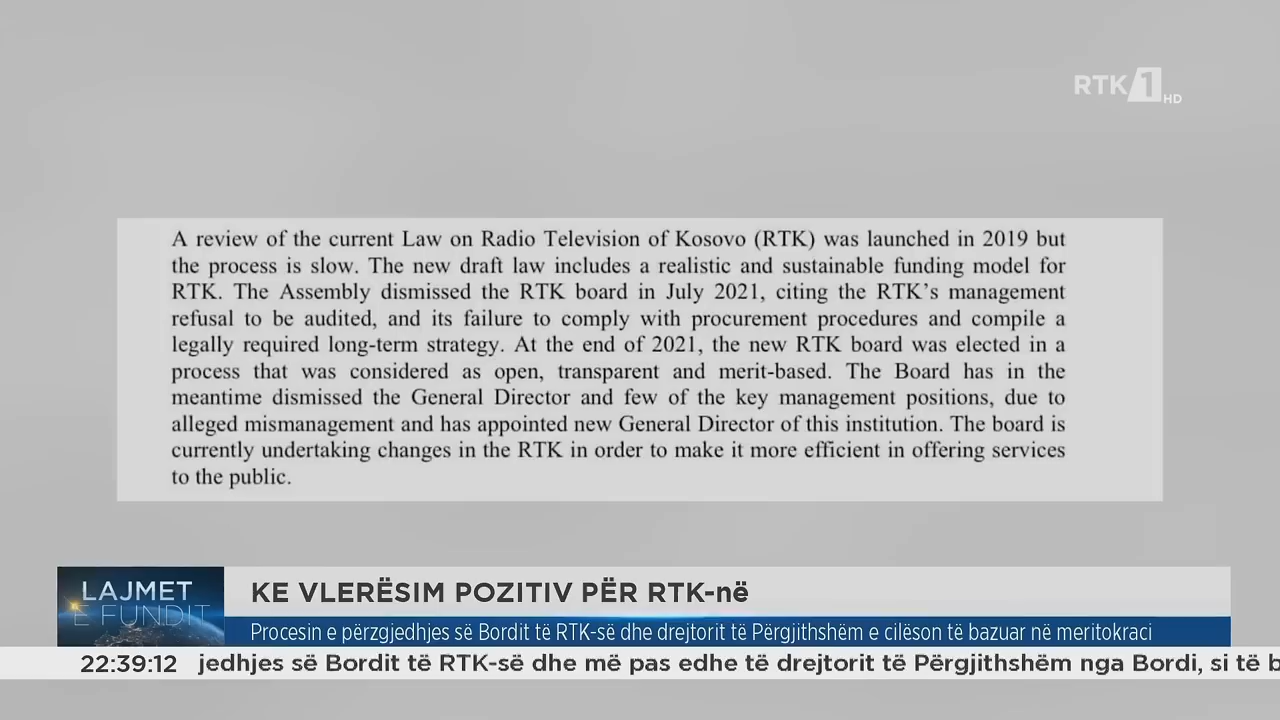 RTK 1 HD
A review of the current Law on Radio Television of Kosovo (RTK) was launched in 2019 but
the process is slow. The new draft law includes a realistic and sustainable funding model for
RTK. The Assembly dismissed the RTK board in July 2021, citing the RTK's management
refusal to be audited, and its failure to comply with procurement procedures and compile a
legally required long-term strategy. At the end of 2021, the new RTK board was elected in a
process that was considered as open, transparent and merit-based. The Board has in the
meantime dismissed the General Director and few of the key management positions, due to
alleged mismanagement and has appointed new General Director of this institution. The board is
currently undertaking changes in the RTK in order to make it more efficient in offering services
to the public.
LAJMET
E FUNDIT
KE VLERËSIM POZITIV PËR RTK-në
Procesin e përzgjedhjes së Bordit të RTK-së dhe drejtorit të Përgjithshëm e cilëson të bazuar në meritokraci
22:39:12 jedhjes së Bordit të RTK-së dhe më pas edhe të drejtorit të Përgjithshëm nga Bordi, si të b